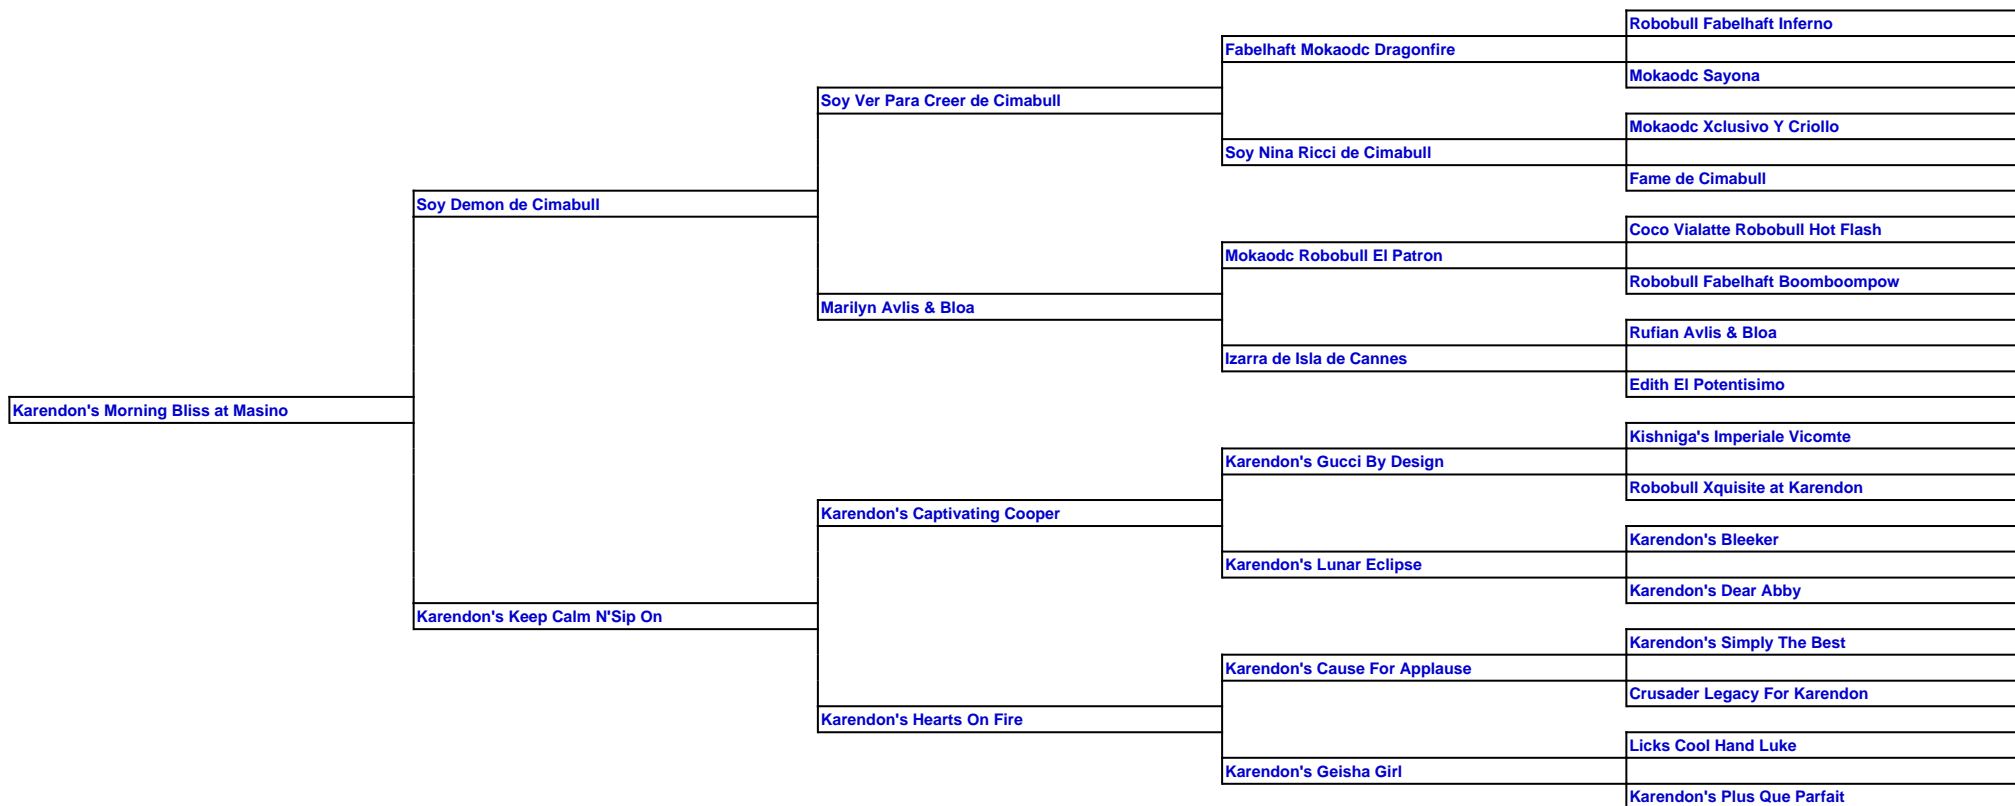 Robobull Fabelhaft Inferno
Fabelhaft Mokaodc Dragonfire
Mokaodc Sayona
Soy Ver Para Creer de Cimabull
Mokaodc Xclusivo Y Criollo
Soy Nina Ricci de Cimabull
Fame de Cimabull
Soy Demon de Cimabull
Coco Vialatte Robobull Hot Flash
Mokaodc Robobull El Patron
Robobull Fabelhaft Boomboompow
Marilyn Avlis & Bloa
Rufian Avlis & Bloa
Izarra de Isla de Cannes
Edith El Potentisimo
Karendon's Morning Bliss at Masino
Kishniga's Imperiale Vicomte
Karendon's Gucci By Design
Robobull Xquisite at Karendon
Karendon's Captivating Cooper
Karendon's Bleeker
Karendon's Lunar Eclipse
Karendon's Dear Abby
Karendon's Keep Calm N'Sip On
Karendon's Simply The Best
Karendon's Cause For Applause
Crusader Legacy For Karendon
Karendon's Hearts On Fire
Licks Cool Hand Luke
Karendon's Geisha Girl
Karendon's Plus Que Parfait